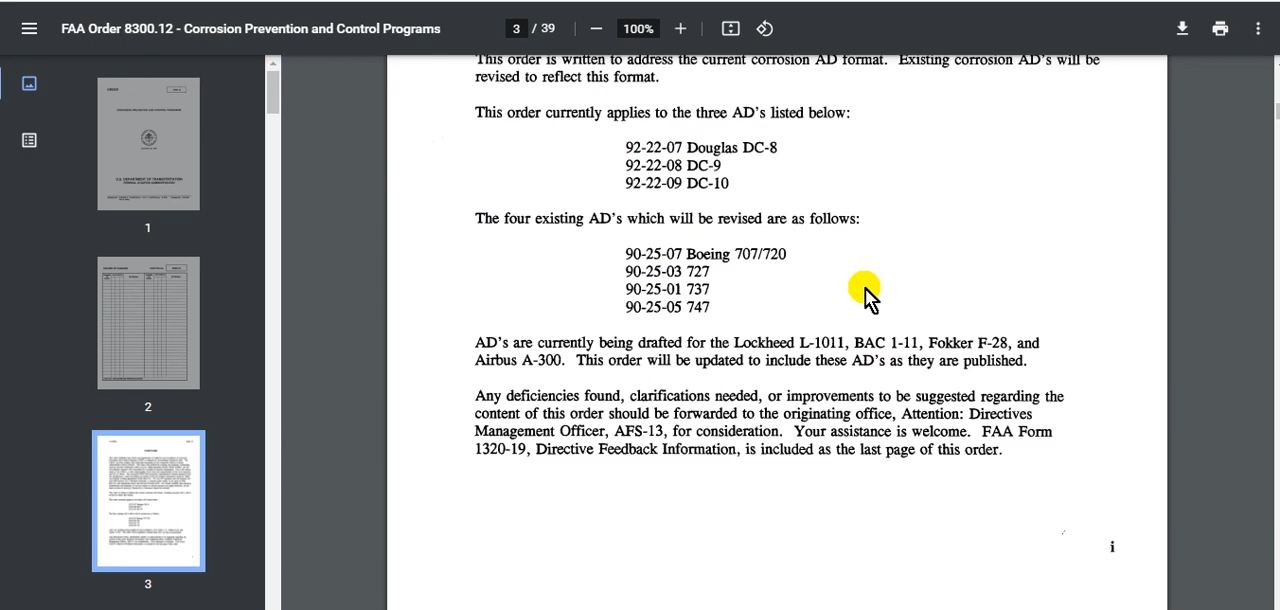 FAA Order 8300.12 - Corrosion Prevention and Control Programs
3 / 39
100%
This order is written to address the current corrosion AD format. Existing corrosion AD's will be
revised to reflect this format.
This order currently applies to the three AD's listed below:
92-22-07 Douglas DC-8
92-22-08 DC-9
92-22-09 DC-10
The four existing AD's which will be revised are as follows:
90-25-07 Boeing 707/720
90-25-03 727
90-25-01 737
90-25-05 747
AD's are currently being drafted for the Lockheed L-1011, BAC 1-11, Fokker F-28, and
Airbus A-300. This order will be updated to include these AD's as they are published.
Any deficiencies found, clarifications needed, or improvements to be suggested regarding the
content of this order should be forwarded to the originating office, Attention: Directives
Management Officer, AFS-13, for consideration. Your assistance is welcome. FAA Form
1320-19, Directive Feedback Information, is included as the last page of this order.
i
1
2
3